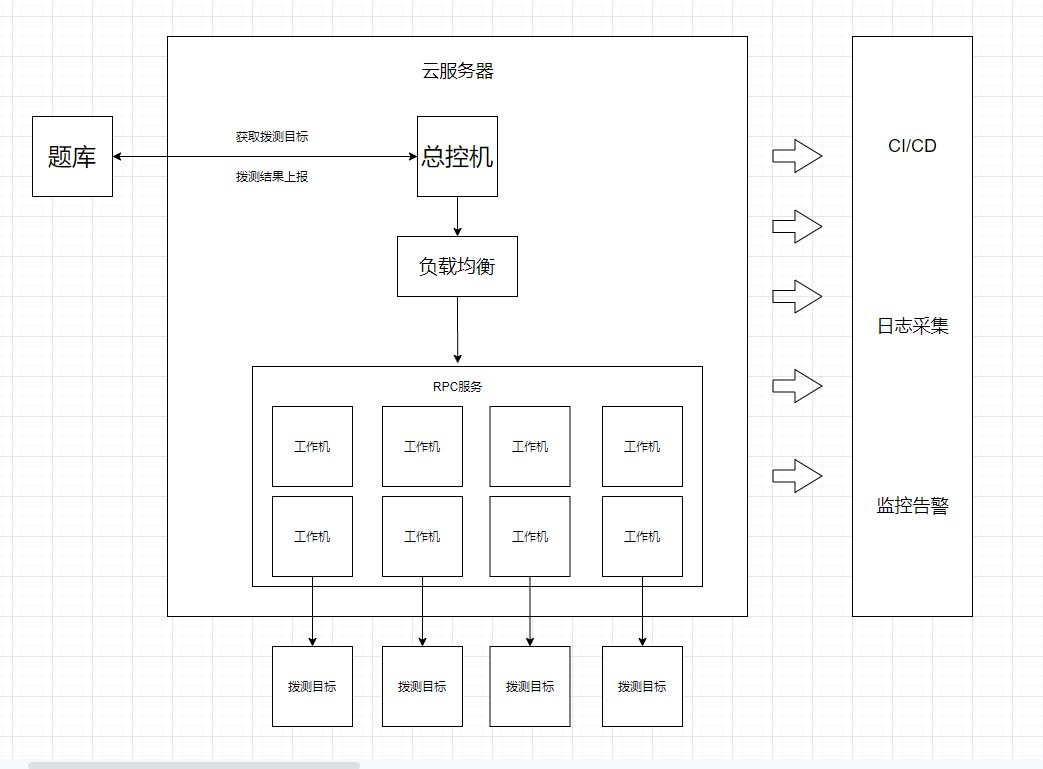 云服务器
题库
获取拨测目标
拨测结果上报
总控机
负载均衡
RPC服务
工作机
工作机
工作机
工作机
工作机
工作机
工作机
工作机
拨测目标
拨测目标
拨测目标
拨测目标
CI/CD
日志采集
监控告警